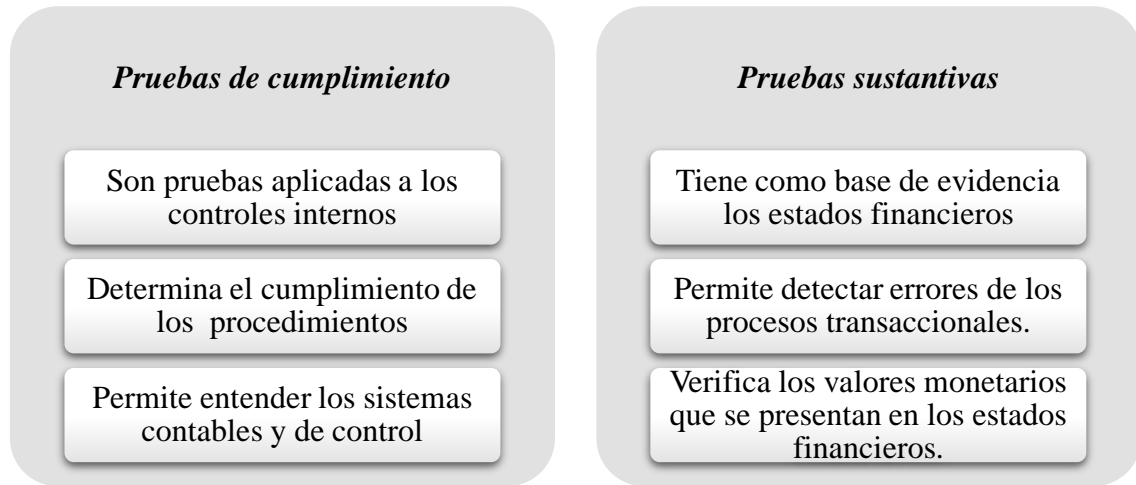 Pruebas de cumplimiento
Son pruebas aplicadas a los
controles internos
Determina el cumplimiento de
los  procedimientos
Permite entender los sistemas
contables y de control
Pruebas sustantivas
Tiene como base de evidencia
los estados financieros
Permite detectar errores de los
procesos transaccionales.
Verifica los valores monetarios
que se presentan en los estados
financieros.